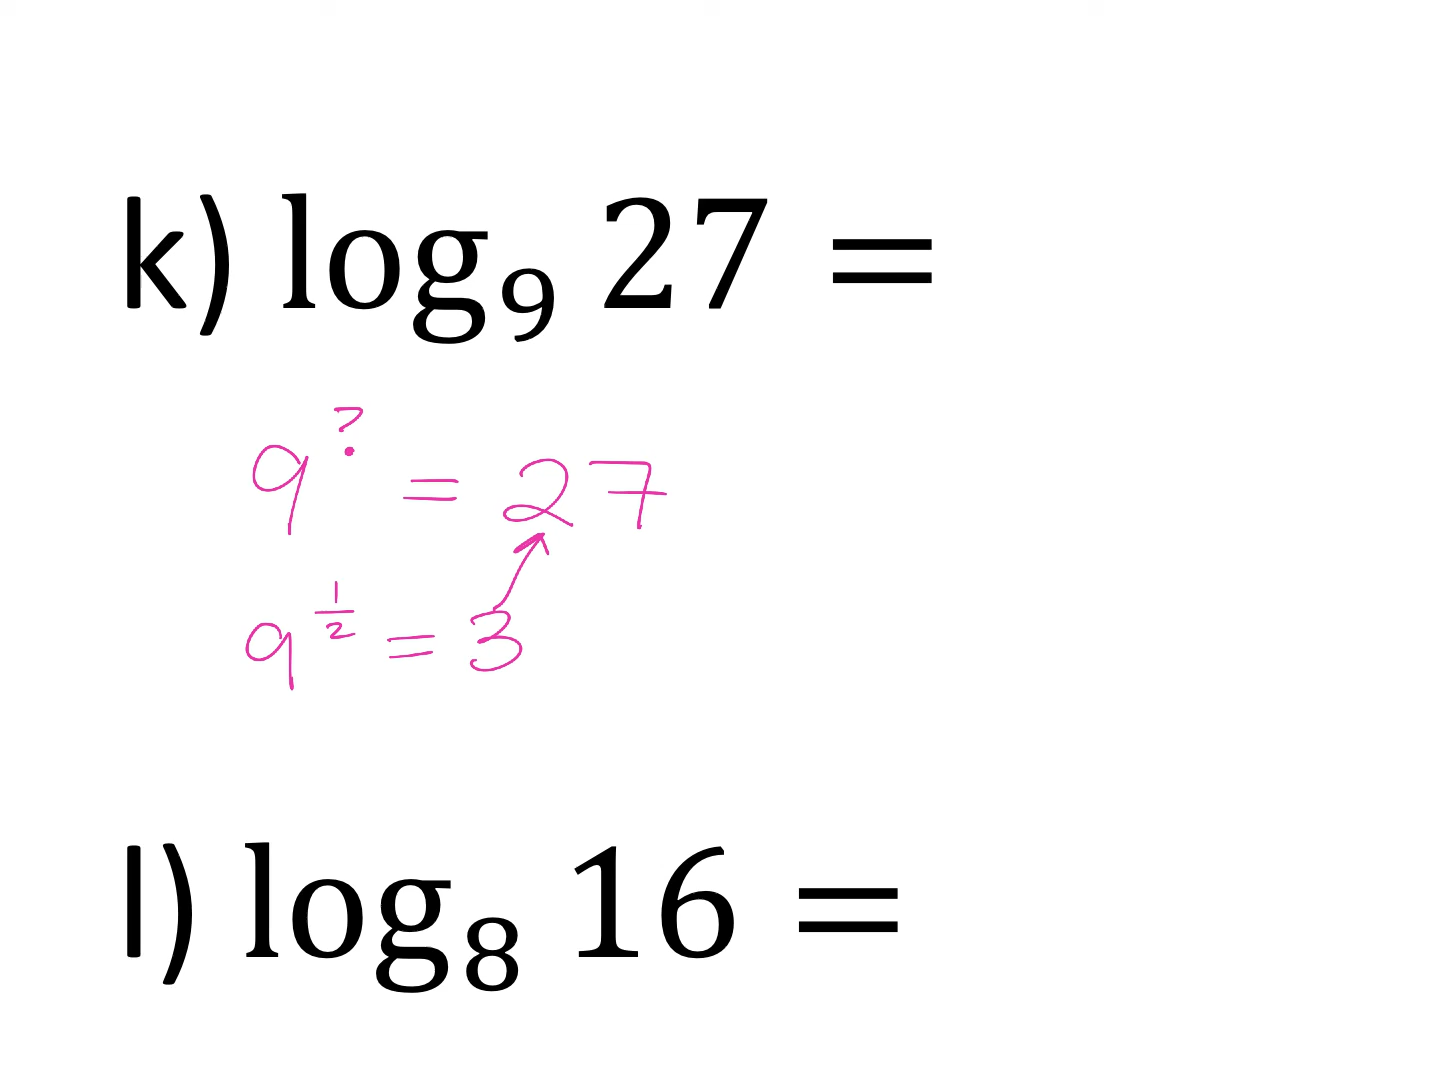 k) log₉ 27 =
9^? = 27
9^(1/2) = 3
l) log₈ 16 =